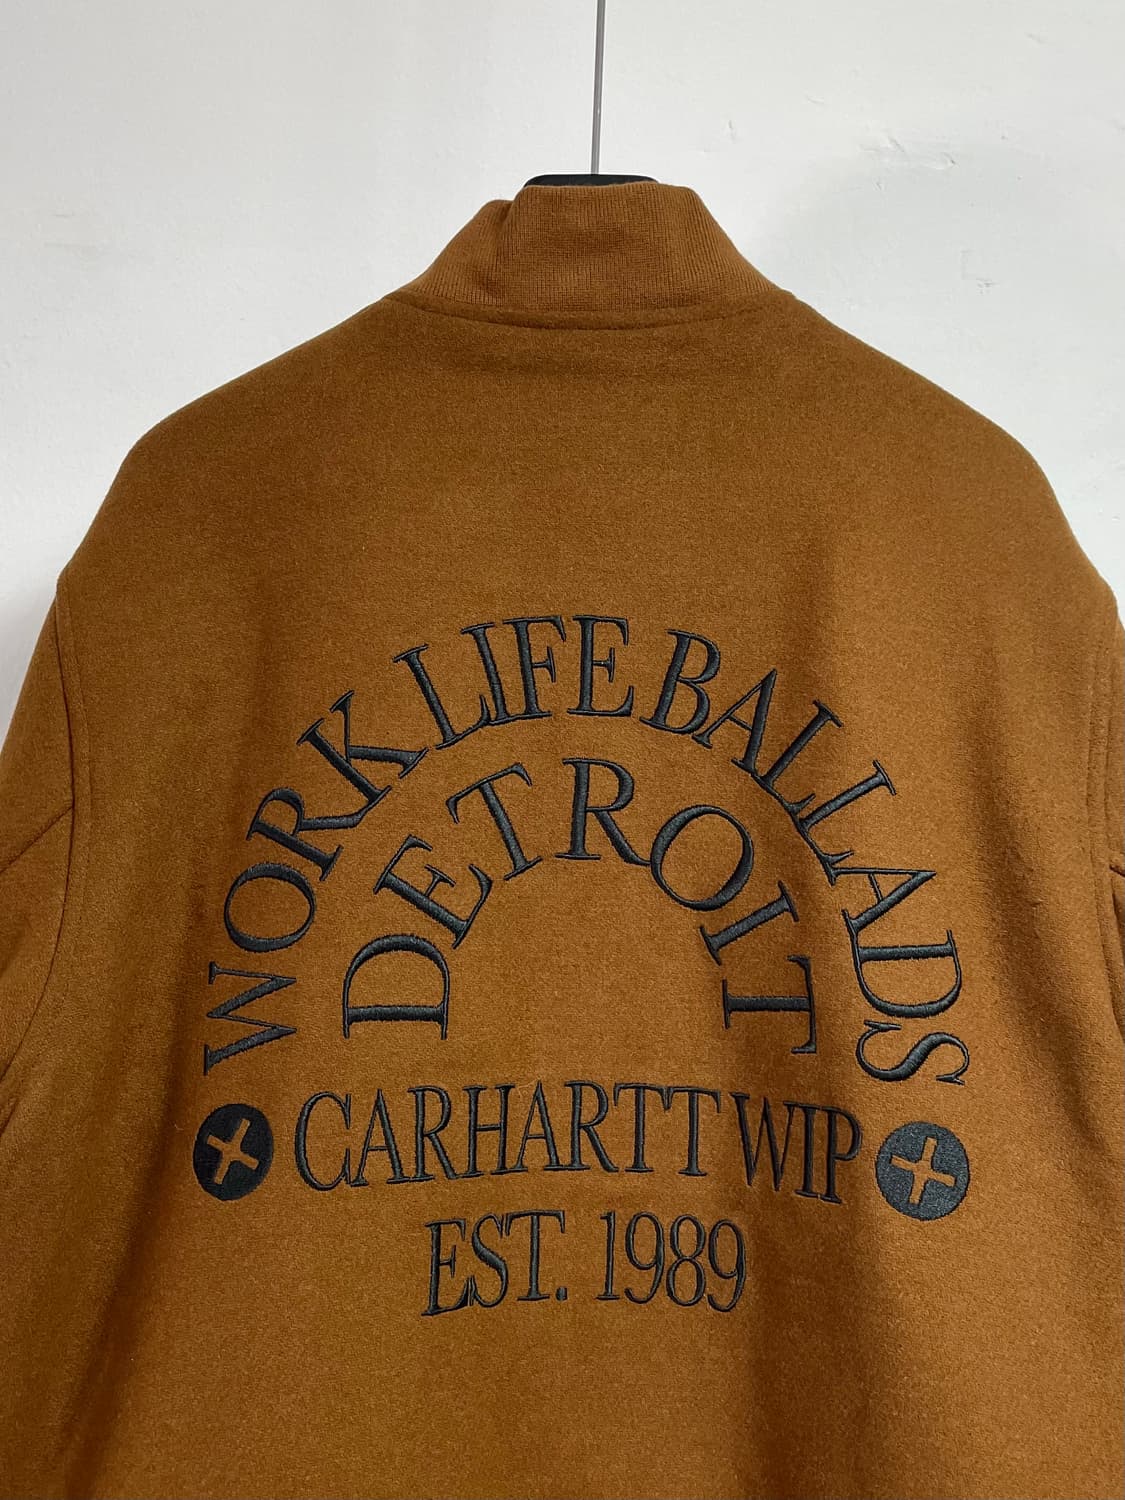 WORK LIFE BALLADS
DETROIT
CARHARTT WIP
EST. 1989